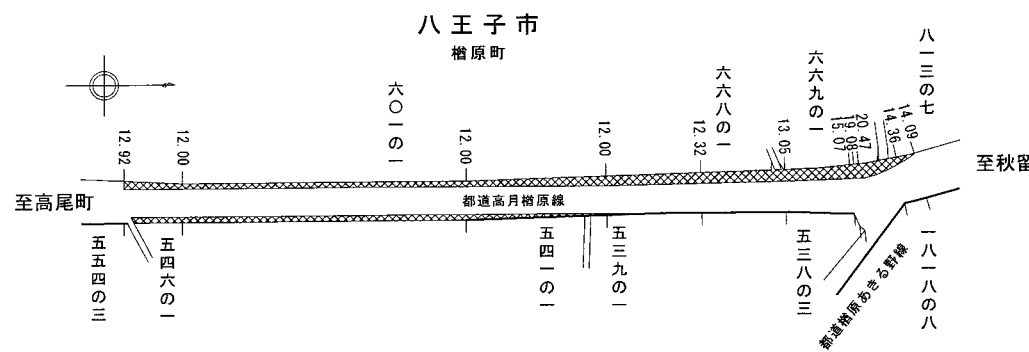 八王子市
楢原町
八一三の七
六六九の一
六六八の一
六〇一の一
12.92
12.00
12.00
12.00
12.32
13.05
15.07
19.08
20.47
14.36
14.09
至高尾町
都道高月楢原線
至秋留
五五四の三
五四六の一
五四一の一
五三九の一
五三八の三
都道楢原あきる野線
一八一八の八